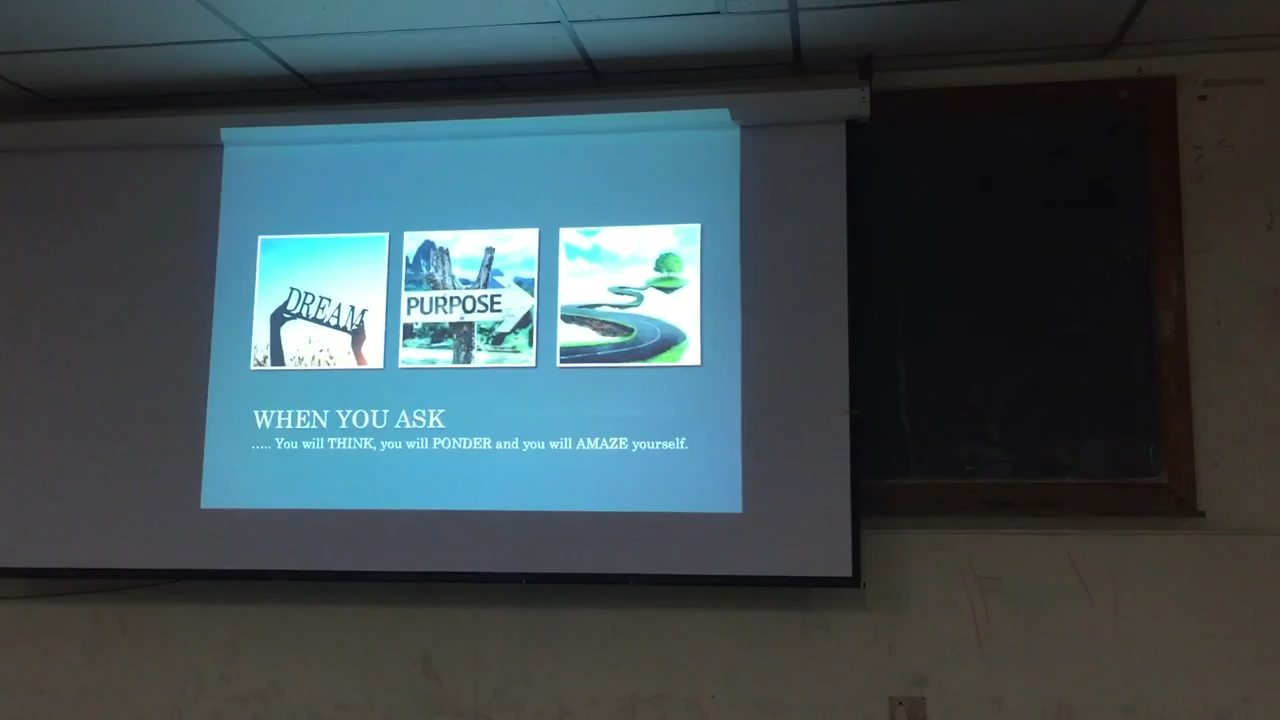 DREAM
PURPOSE
WHEN YOU ASK
..... You will THINK, you will PONDER and you will AMAZE yourself.